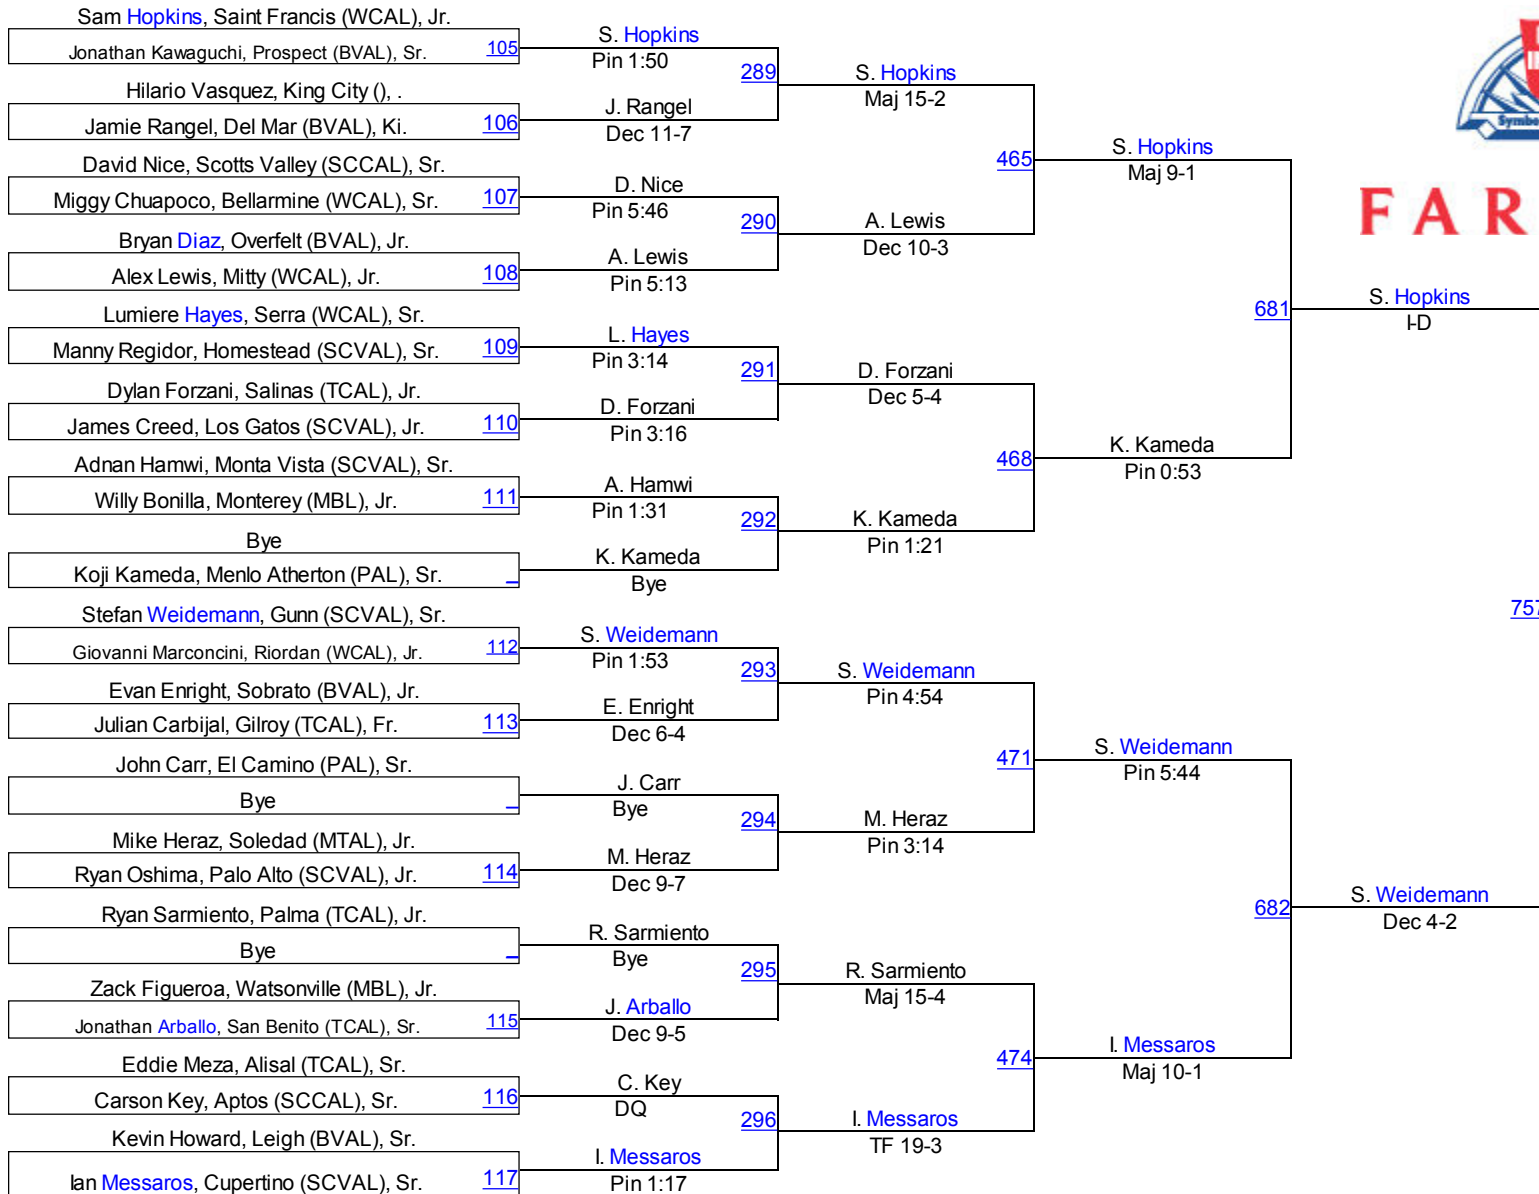 Sam Hopkins, Saint Francis (WCAL), Jr.
Jonathan Kawaguchi, Prospect (BVAL), Sr. 105
Hilario Vasquez, King City (), .
Jamie Rangel, Del Mar (BVAL), Ki. 106
David Nice, Scotts Valley (SCCAL), Sr.
Miggy Chuapoco, Bellarmine (WCAL), Sr. 107
Bryan Diaz, Overfelt (BVAL), Jr.
Alex Lewis, Mitty (WCAL), Jr. 108
Lumiere Hayes, Serra (WCAL), Sr.
Manny Regidor, Homestead (SCVAL), Sr. 109
Dylan Forzani, Salinas (TCAL), Jr.
James Creed, Los Gatos (SCVAL), Jr. 110
Adnan Hamwi, Monta Vista (SCVAL), Sr.
Willy Bonilla, Monterey (MBL), Jr. 111
Bye
Koji Kameda, Menlo Atherton (PAL), Sr. _
Stefan Weidemann, Gunn (SCVAL), Sr.
Giovanni Marconcini, Riordan (WCAL), Jr. 112
Evan Enright, Sobrato (BVAL), Jr.
Julian Carbijal, Gilroy (TCAL), Fr. 113
John Carr, El Camino (PAL), Sr.
Bye _
Mike Heraz, Soledad (MTAL), Jr.
Ryan Oshima, Palo Alto (SCVAL), Jr. 114
Ryan Sarmiento, Palma (TCAL), Jr.
Bye _
Zack Figueroa, Watsonville (MBL), Jr.
Jonathan Arballo, San Benito (TCAL), Sr. 115
Eddie Meza, Alisal (TCAL), Sr.
Carson Key, Aptos (SCCAL), Sr. 116
Kevin Howard, Leigh (BVAL), Sr.
Ian Messaros, Cupertino (SCVAL), Sr. 117
S. Hopkins
Pin 1:50
289
J. Rangel
Dec 11-7
D. Nice
Pin 5:46
290
A. Lewis
Pin 5:13
L. Hayes
Pin 3:14
291
D. Forzani
Pin 3:16
A. Hamwi
Pin 1:31
292
K. Kameda
Bye
S. Weidemann
Pin 1:53
293
E. Enright
Dec 6-4
J. Carr
Bye
294
M. Heraz
Dec 9-7
R. Sarmiento
Bye
295
J. Arballo
Dec 9-5
C. Key
DQ
296
I. Messaros
Pin 1:17
S. Hopkins
Maj 15-2
465
A. Lewis
Dec 10-3
D. Forzani
Dec 5-4
468
K. Kameda
Pin 1:21
S. Weidemann
Pin 4:54
471
M. Heraz
Pin 3:14
R. Sarmiento
Maj 15-4
474
I. Messaros
TF 19-3
S. Hopkins
Maj 9-1
681
K. Kameda
Pin 0:53
S. Weidemann
Pin 5:44
682
I. Messaros
Maj 10-1
S. Hopkins
I-D
757
S. Weidemann
Dec 4-2
Symbo
FAR